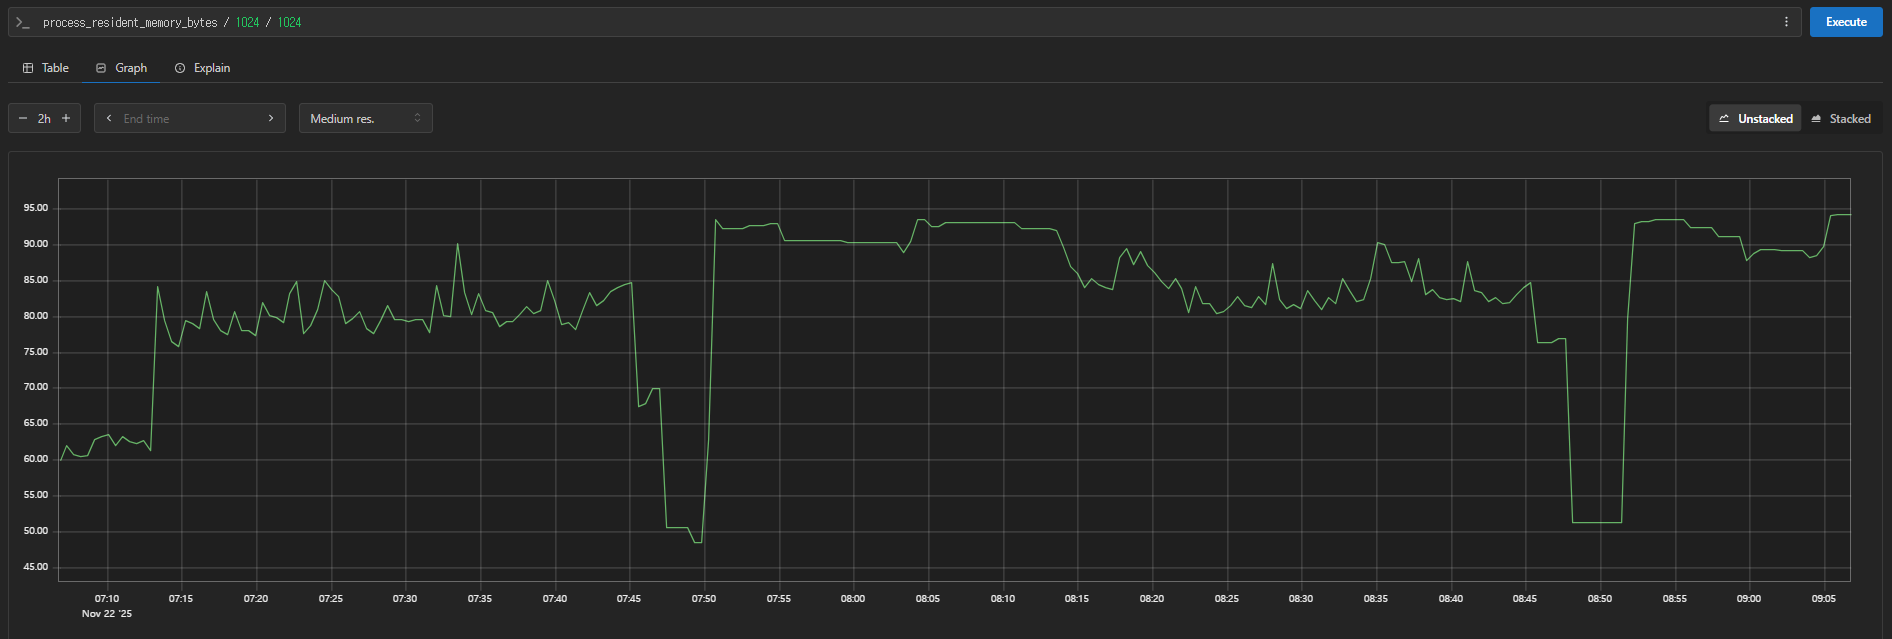 process_resident_memory_bytes / 1024 / 1024
Execute
Table Graph Explain
2h End time Medium res. Unstacked Stacked
95.00
90.00
85.00
80.00
75.00
70.00
65.00
60.00
55.00
50.00
45.00
07:10 07:15 07:20 07:25 07:30 07:35 07:40 07:45 07:50 07:55 08:00 08:05 08:10 08:15 08:20 08:25 08:30 08:35 08:40 08:45 08:50 08:55 09:00 09:05
Nov 22 '25